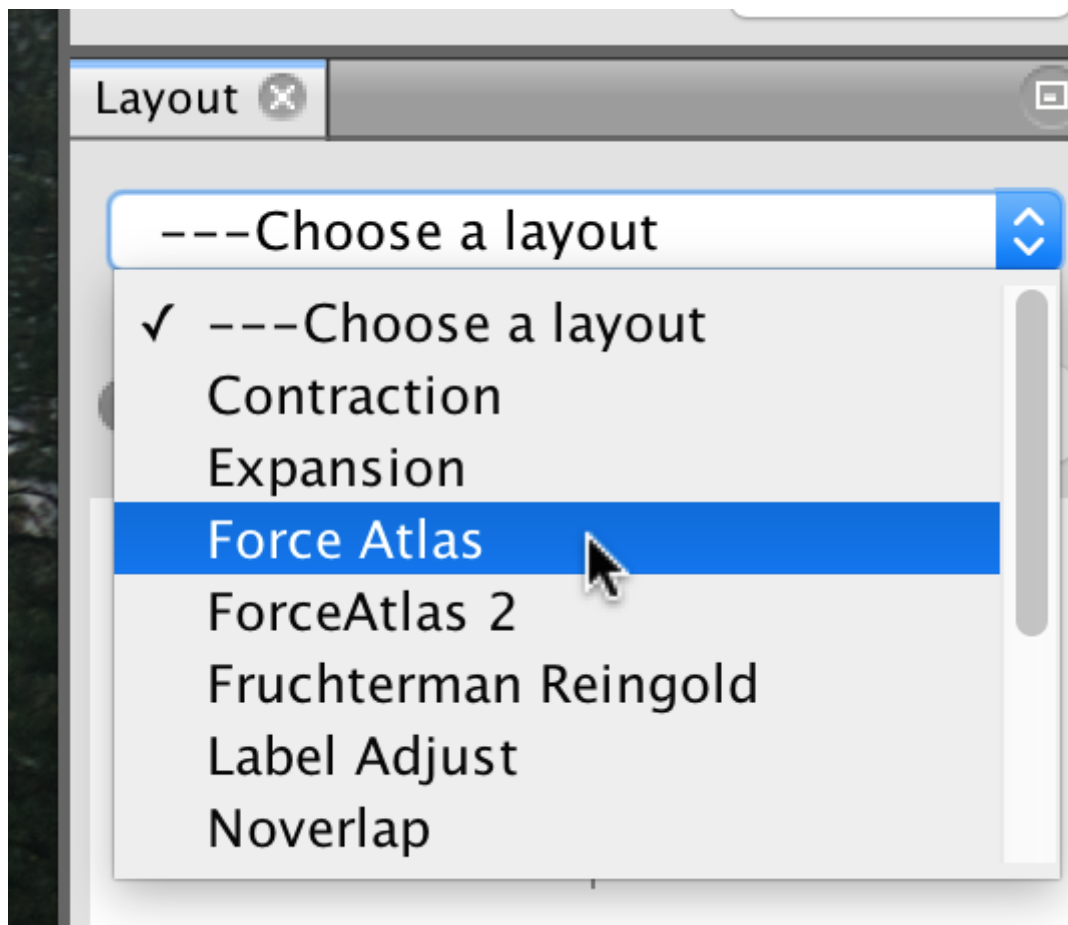 Layout
---Choose a layout
✓ ---Choose a layout
Contraction
Expansion
Force Atlas
ForceAtlas 2
Fruchterman Reingold
Label Adjust
Noverlap